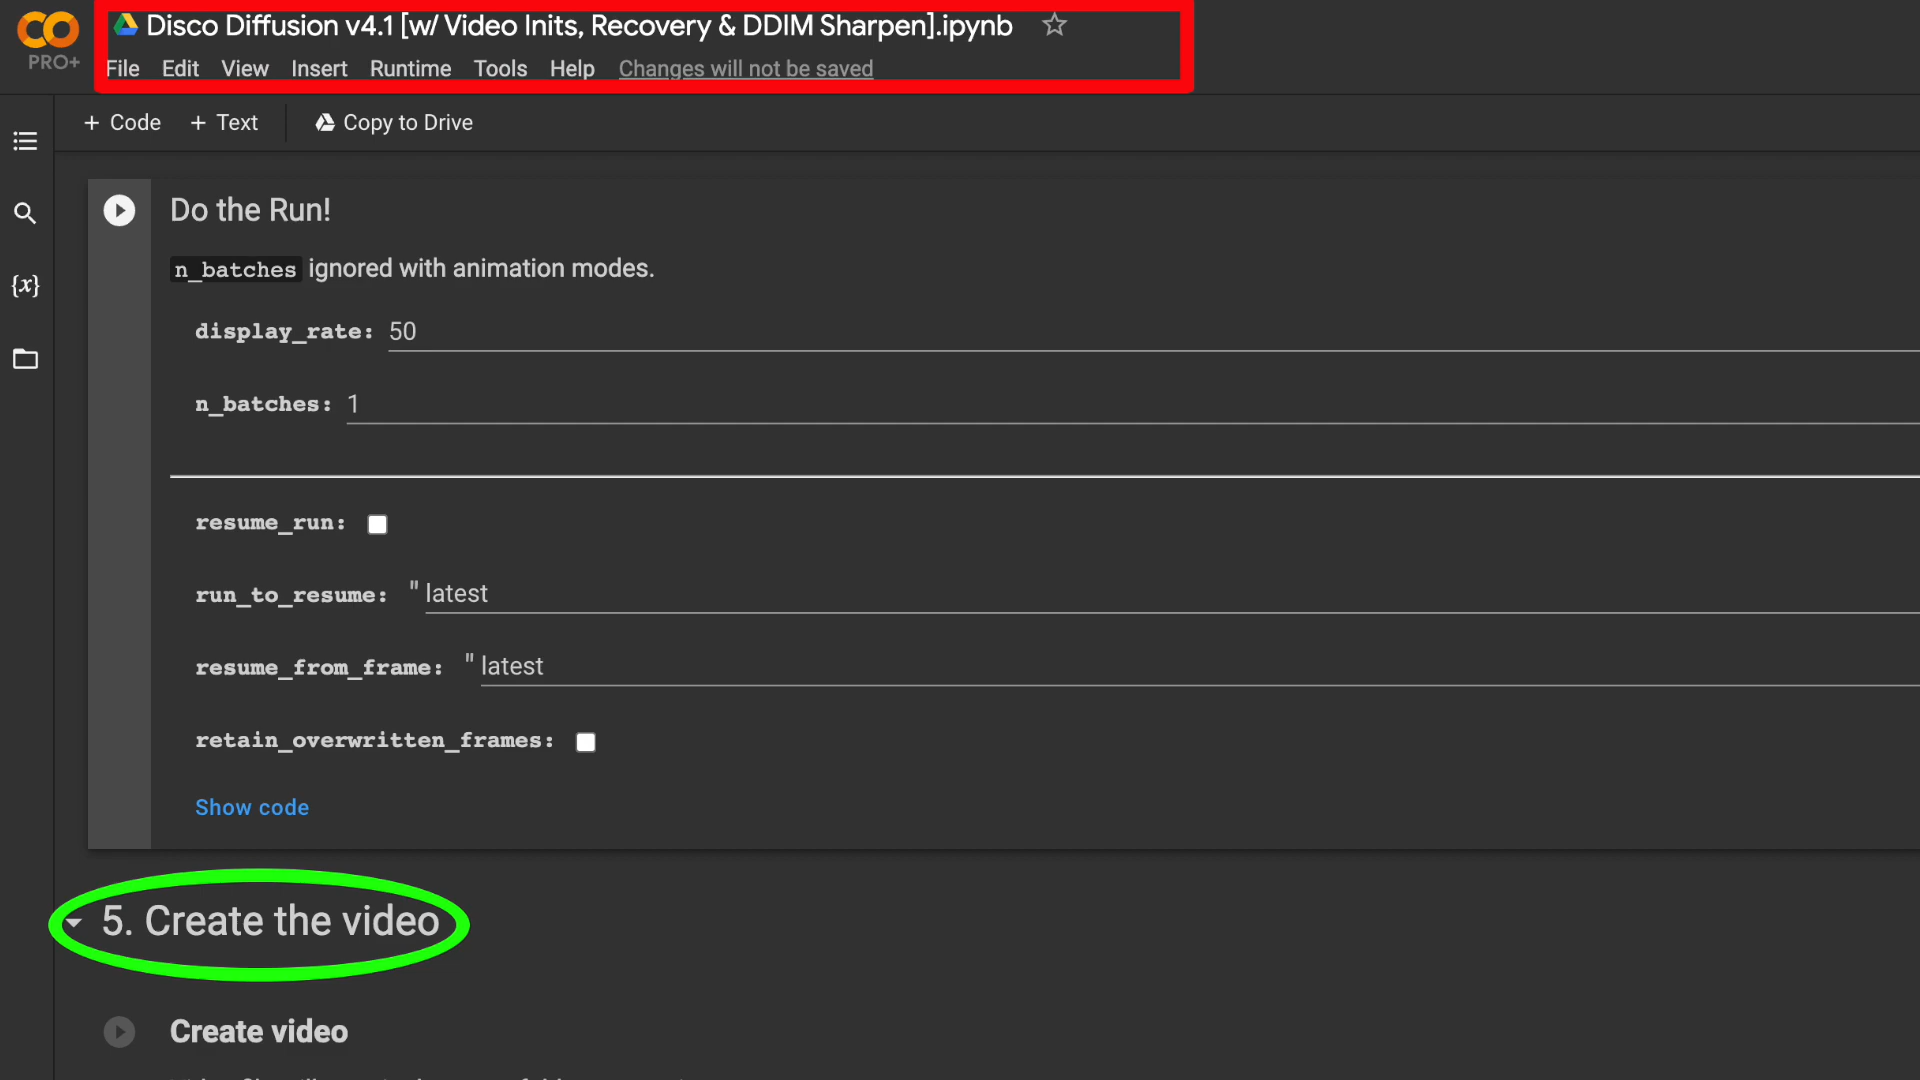 Disco Diffusion v4.1 [w/ Video Inits, Recovery & DDIM Sharpen].ipynb
PRO+
File Edit View Insert Runtime Tools Help Changes will not be saved
+ Code + Text Copy to Drive
{x}
Do the Run!
n_batches ignored with animation modes.
display_rate: 50
n_batches: 1
resume_run:
run_to_resume: " latest
resume_from_frame: " latest
retain_overwritten_frames:
Show code
5. Create the video
Create video